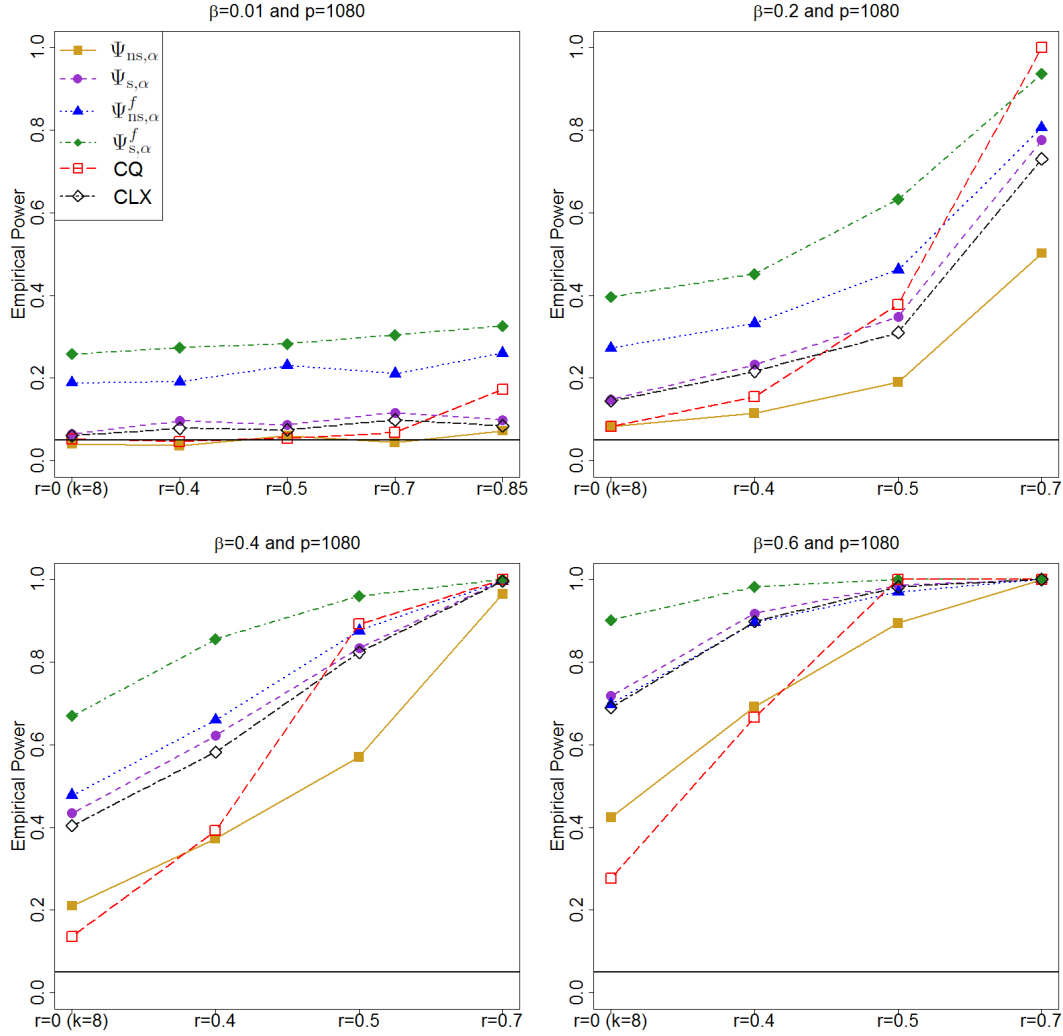 β=0.01 and p=1080
Empirical Power
1.0
0.8
0.6
0.4
0.2
0.0
Ψns,α
Ψs,α
Ψfns,α
Ψfs,α
CQ
CLX
r=0 (k=8) r=0.4 r=0.5 r=0.7 r=0.85
β=0.2 and p=1080
Empirical Power
1.0
0.8
0.6
0.4
0.2
0.0
r=0 (k=8) r=0.4 r=0.5 r=0.7
β=0.4 and p=1080
Empirical Power
1.0
0.8
0.6
0.4
0.2
0.0
r=0 (k=8) r=0.4 r=0.5 r=0.7
β=0.6 and p=1080
Empirical Power
1.0
0.8
0.6
0.4
0.2
0.0
r=0 (k=8) r=0.4 r=0.5 r=0.7